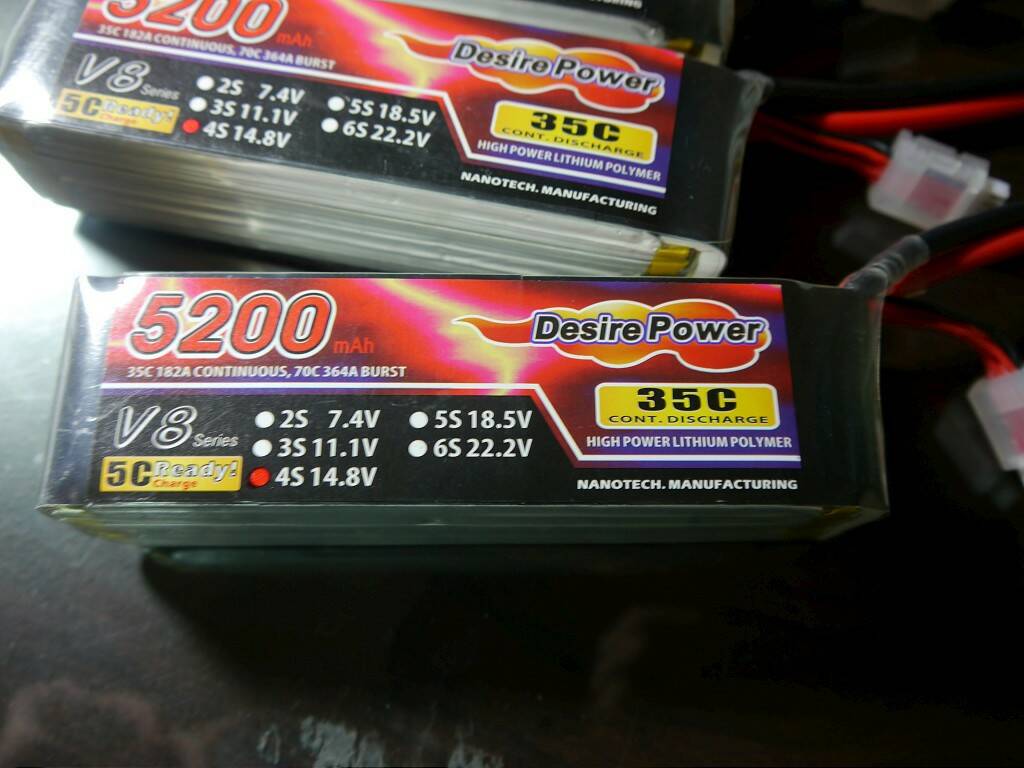 MANUFACTURING
5200 mAh
35C 182A CONTINUOUS, 70C 364A BURST
Desire Power
V8 Series
2S 7.4V
3S 11.1V
4S 14.8V
5S 18.5V
6S 22.2V
5C Ready!
Charge
35C
CONT. DISCHARGE
HIGH POWER LITHIUM POLYMER
NANOTECH. MANUFACTURING
5200 mAh
35C 182A CONTINUOUS, 70C 364A BURST
Desire Power
V8 Series
2S 7.4V
3S 11.1V
4S 14.8V
5S 18.5V
6S 22.2V
5C Ready!
Charge
35C
CONT. DISCHARGE
HIGH POWER LITHIUM POLYMER
NANOTECH. MANUFACTURING